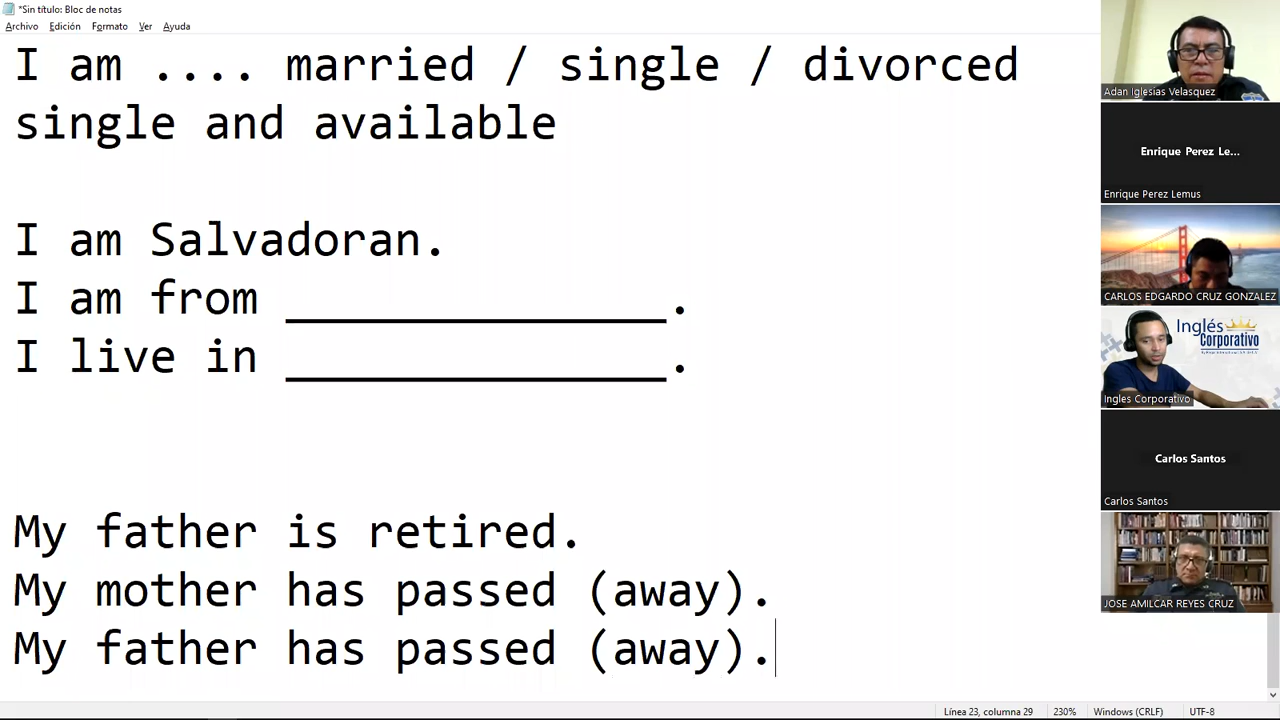 *Sin título: Bloc de notas
Archivo Edición Formato Ver Ayuda
I am .... married / single / divorced
single and available
I am Salvadoran.
I am from ______________.
I live in ______________.
My father is retired.
My mother has passed (away).
My father has passed (away).
Línea 23, columna 29 230% Windows (CRLF) UTF-8
Adan Iglesias Velasquez
Enrique Perez Le...
Enrique Perez Lemus
CARLOS EDGARDO CRUZ GONZALEZ
Inglés
Corporativo
Ingles Corporativo
Carlos Santos
Carlos Santos
JOSE AMILCAR REYES CRUZ